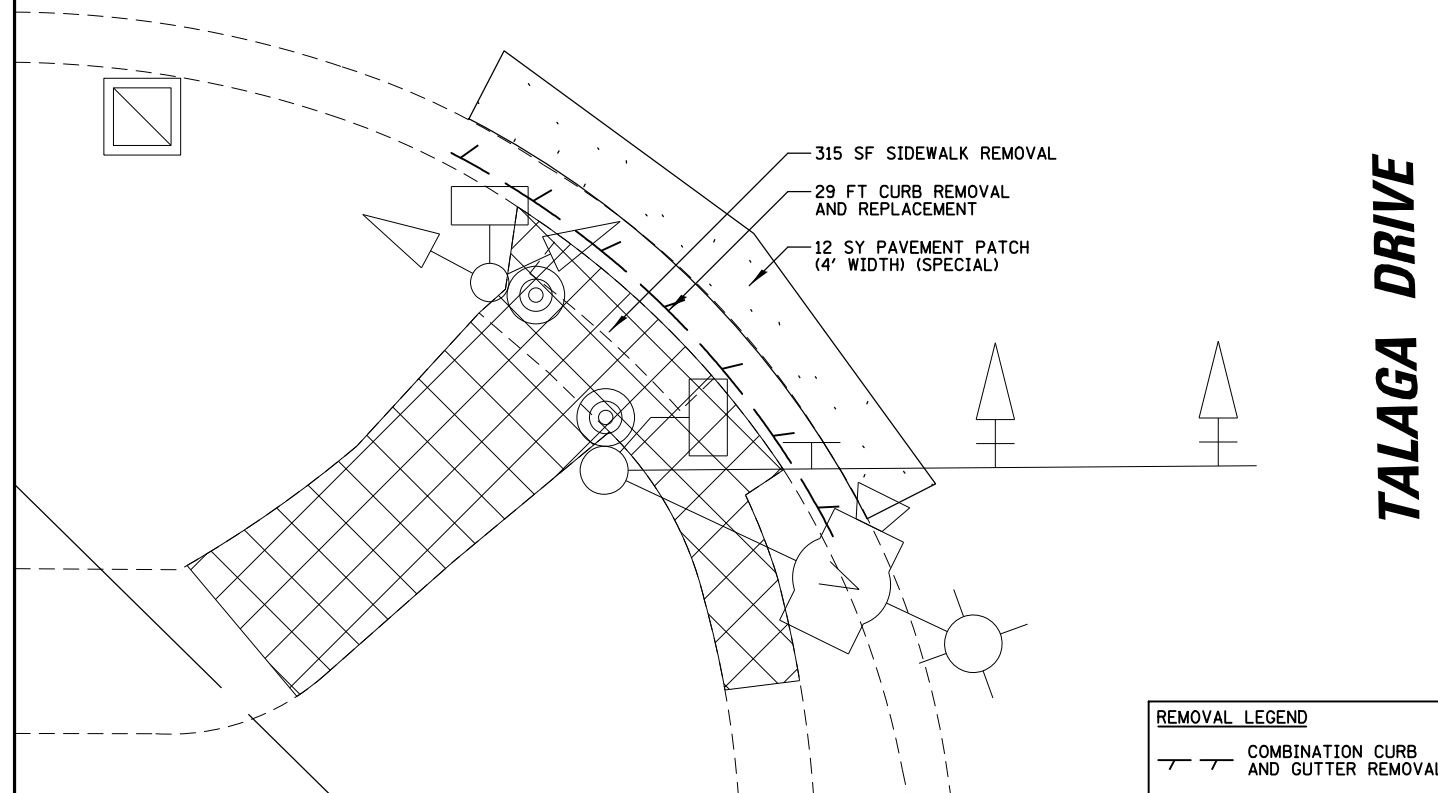 315 SF SIDEWALK REMOVAL
29 FT CURB REMOVAL
AND REPLACEMENT
12 SY PAVEMENT PATCH
(4' WIDTH) (SPECIAL)
TALAGA DRIVE
REMOVAL LEGEND
COMBINATION CURB
AND GUTTER REMOVAL